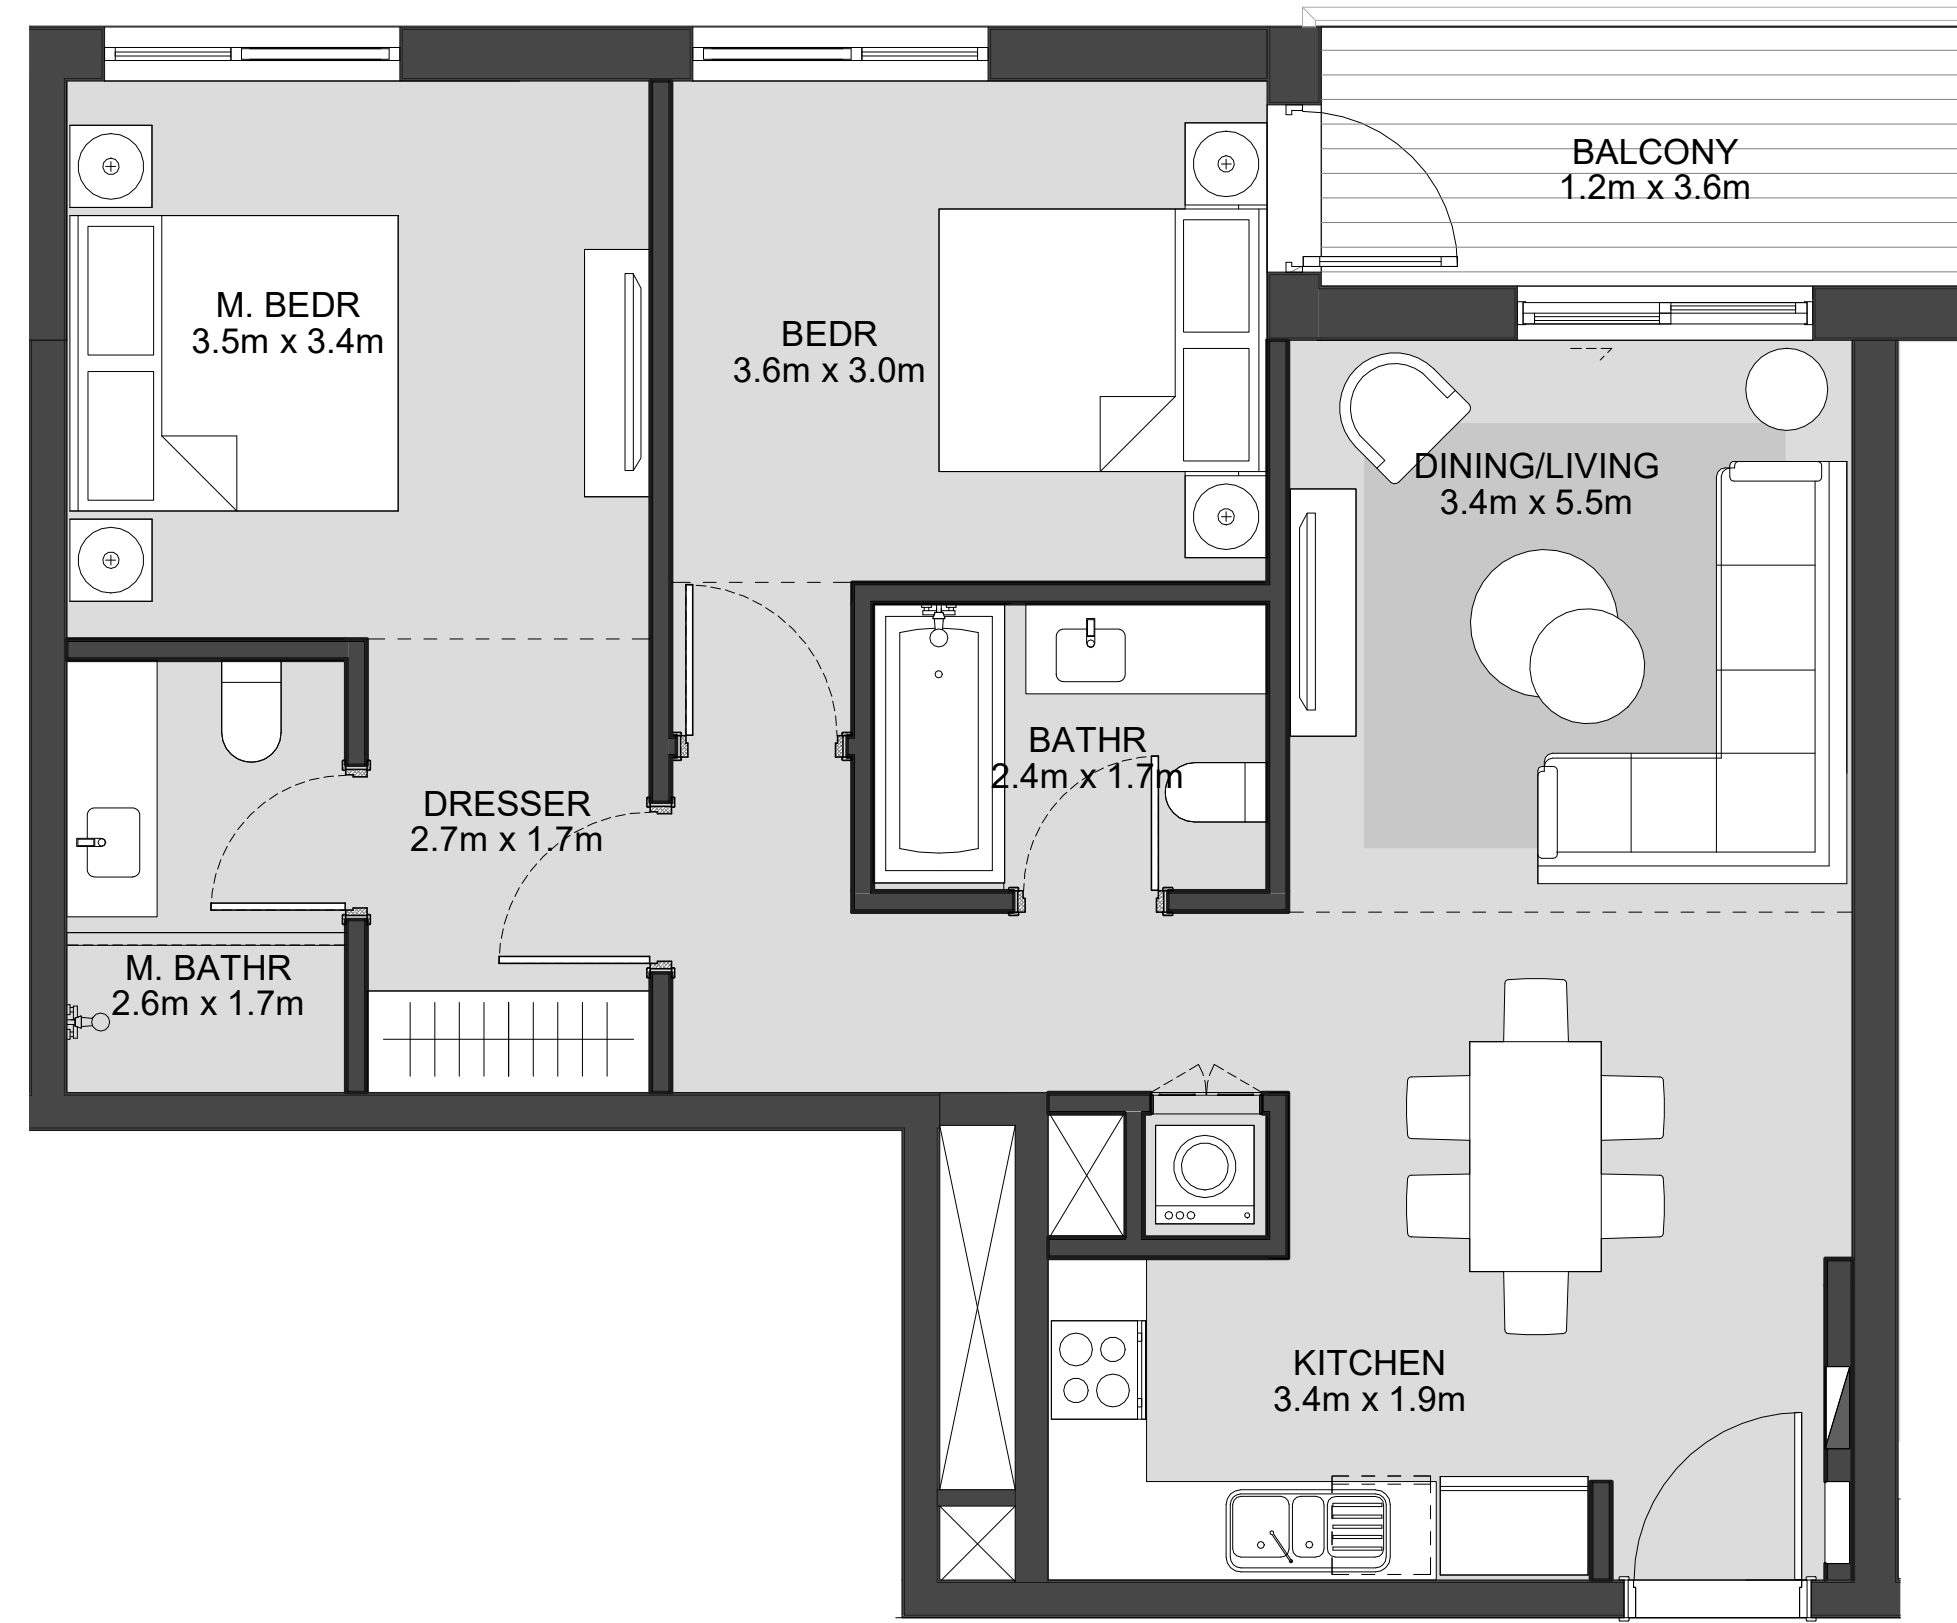 BALCONY
1.2m x 3.6m
M. BEDR
3.5m x 3.4m
BEDR
3.6m x 3.0m
DINING/LIVING
3.4m x 5.5m
BATHR
2.4m x 1.7m
DRESSER
2.7m x 1.7m
M. BATHR
2.6m x 1.7m
KITCHEN
3.4m x 1.9m